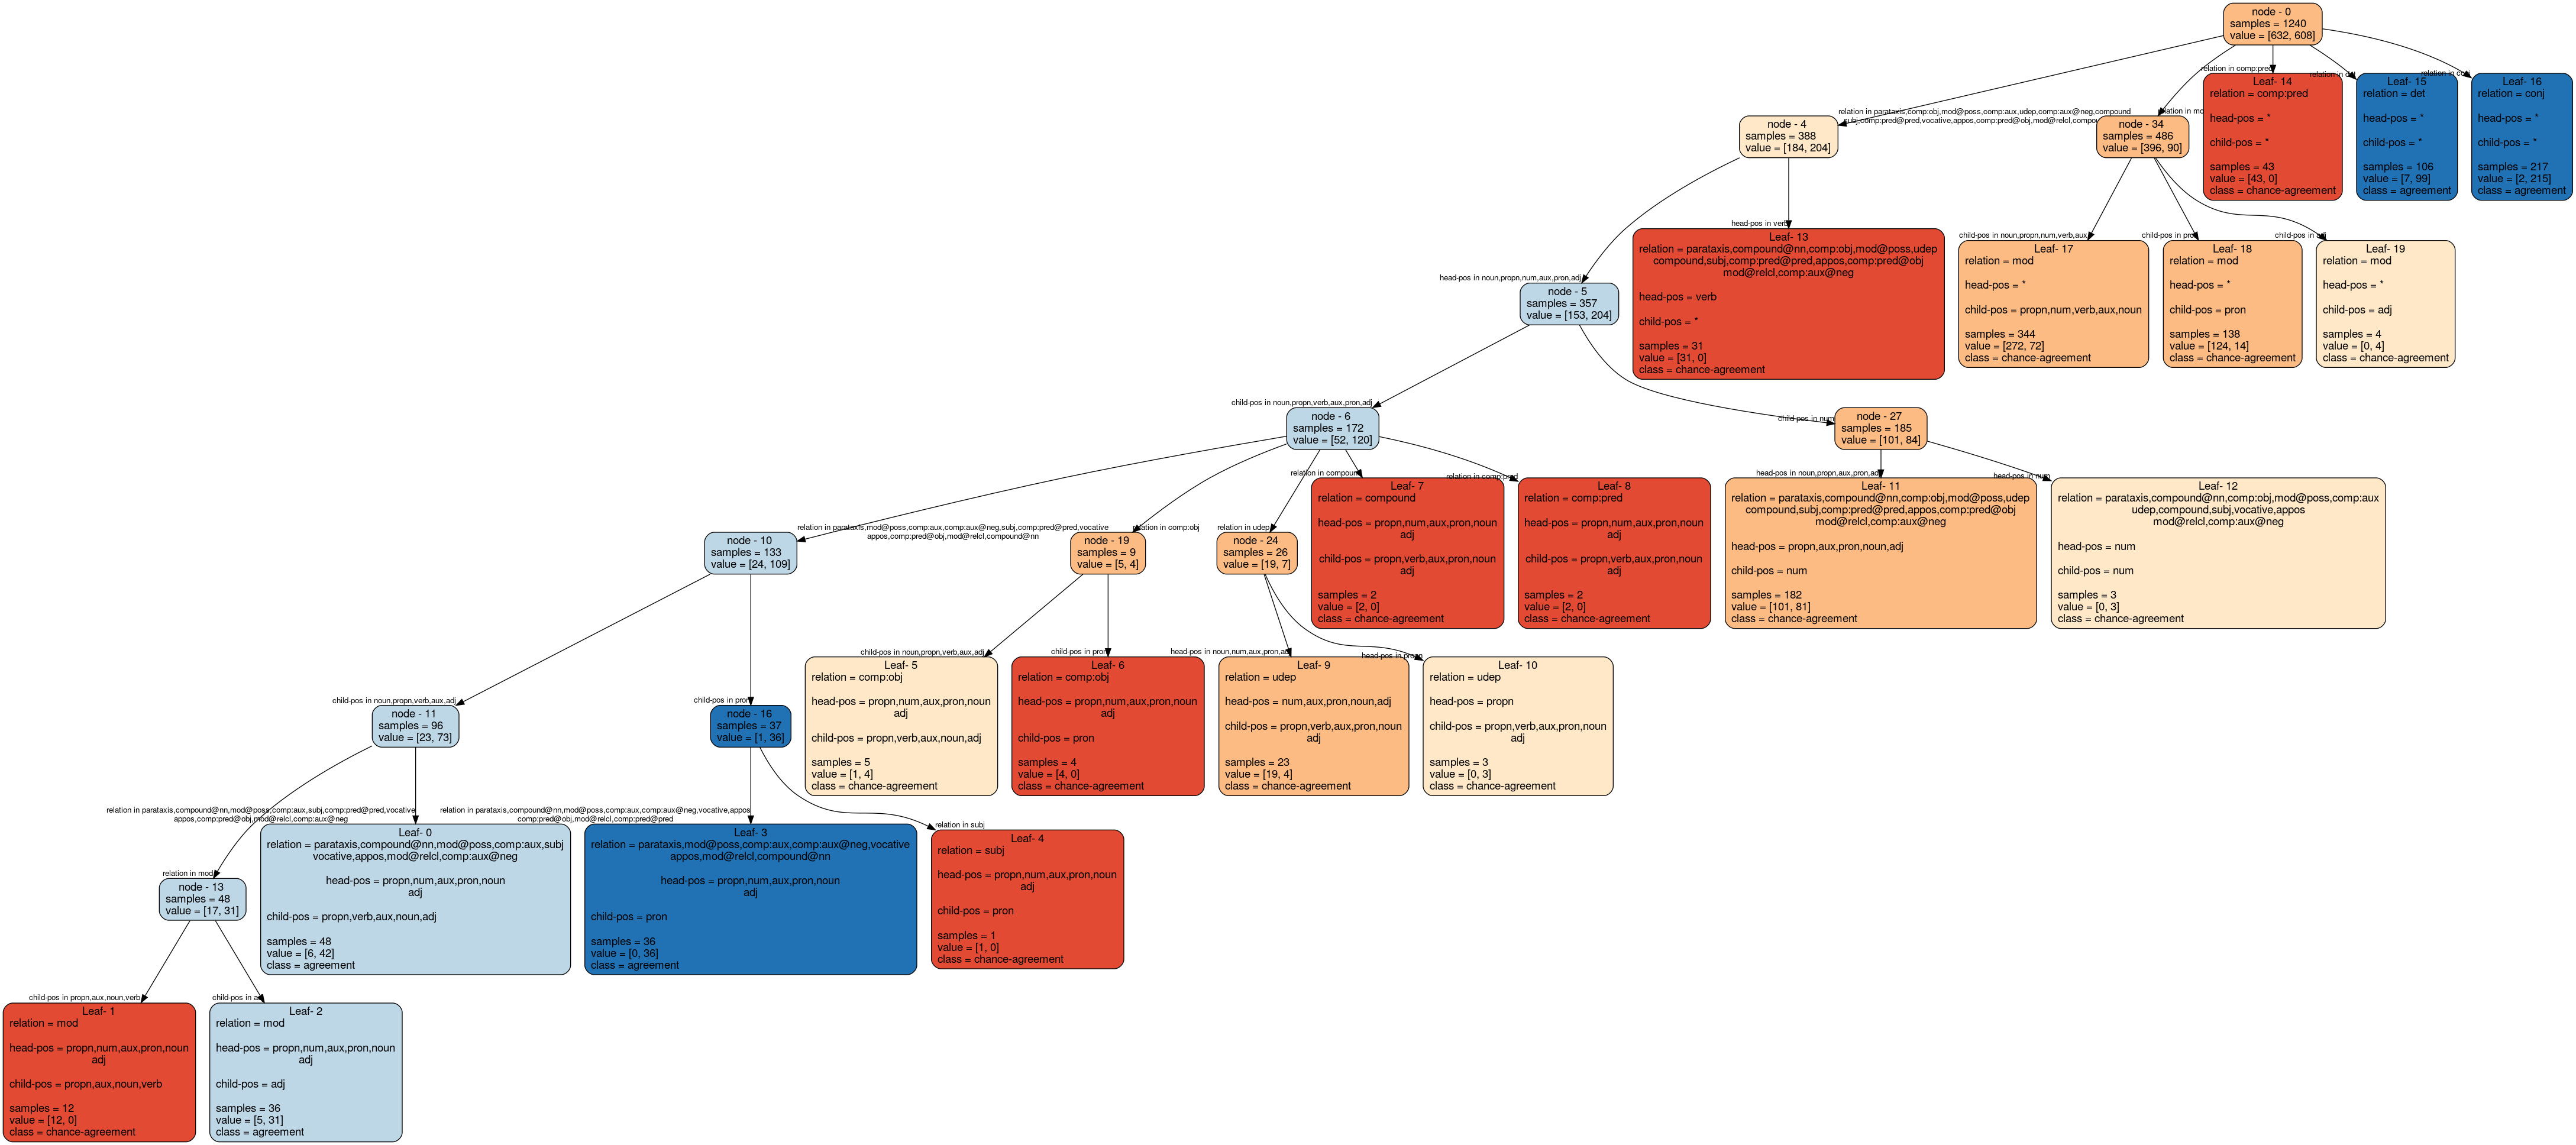 node - 0
samples = 1240
value = [632, 608]
relation in parataxis,comp:obj,mod@poss,comp:aux,udep,comp:aux@neg,compound
node - 4
samples = 388
value = [184, 204]
node - 34
samples = 486
value = [396, 90]
relation in comp:pred
Leaf- 14
relation = comp:pred
head-pos = *
child-pos = *
samples = 43
value = [43, 0]
class = chance-agreement
Leaf- 15
relation = det
head-pos = *
child-pos = *
samples = 106
value = [7, 99]
class = agreement
Leaf- 16
relation = conj
head-pos = *
child-pos = *
samples = 217
value = [2, 215]
class = agreement
head-pos in noun,propn,num,aux,pron,adj
node - 5
samples = 357
value = [153, 204]
head-pos in verb
Leaf- 13
relation = parataxis,compound@nn,comp:obj,mod@poss,udep
compound,subj,comp:pred@pred,appos,comp:pred@obj
mod@relcl,comp:aux@neg
head-pos = verb
child-pos = *
samples = 31
value = [31, 0]
class = chance-agreement
child-pos in noun,propn,num,verb,aux
Leaf- 17
relation = mod
head-pos = *
child-pos = propn,num,verb,aux,noun
samples = 344
value = [272, 72]
class = chance-agreement
child-pos in pron
Leaf- 18
relation = mod
head-pos = *
child-pos = pron
samples = 138
value = [124, 14]
class = chance-agreement
child-pos in adj
Leaf- 19
relation = mod
head-pos = *
child-pos = adj
samples = 4
value = [0, 4]
class = chance-agreement
child-pos in noun,propn,verb,aux,pron,adj
node - 6
samples = 172
value = [52, 120]
child-pos in num
node - 27
samples = 185
value = [101, 84]
relation in parataxis,mod@poss,comp:aux,comp:aux@neg,subj,comp:pred@pred,vocative
appos,comp:pred@obj,mod@relcl,compound@nn
node - 10
samples = 133
value = [24, 109]
relation in comp:obj
node - 19
samples = 9
value = [5, 4]
relation in udep
node - 24
samples = 26
value = [19, 7]
relation in compound
Leaf- 7
relation = compound
head-pos = propn,num,aux,pron,noun
adj
child-pos = propn,verb,aux,pron,noun
adj
samples = 2
value = [2, 0]
class = chance-agreement
relation in comp:pred
Leaf- 8
relation = comp:pred
head-pos = propn,num,aux,pron,noun
adj
child-pos = propn,verb,aux,pron,noun
adj
samples = 2
value = [2, 0]
class = chance-agreement
head-pos in noun,propn,aux,pron,adj
Leaf- 11
relation = parataxis,compound@nn,comp:obj,mod@poss,udep
compound,subj,comp:pred@pred,appos,comp:pred@obj
mod@relcl,comp:aux@neg
head-pos = propn,aux,pron,noun,adj
child-pos = num
samples = 182
value = [101, 81]
class = chance-agreement
head-pos in num
Leaf- 12
relation = parataxis,compound@nn,comp:obj,mod@poss,comp:aux
udep,compound,subj,vocative,appos
mod@relcl,comp:aux@neg
head-pos = num
child-pos = num
samples = 3
value = [0, 3]
class = chance-agreement
child-pos in noun,propn,verb,aux,adj
node - 11
samples = 96
value = [23, 73]
child-pos in pron
node - 16
samples = 37
value = [1, 36]
child-pos in noun,propn,verb,aux,adj
Leaf- 5
relation = comp:obj
head-pos = propn,num,aux,pron,noun
adj
child-pos = propn,verb,aux,noun,adj
samples = 5
value = [1, 4]
class = chance-agreement
child-pos in pron
Leaf- 6
relation = comp:obj
head-pos = propn,num,aux,pron,noun
adj
child-pos = pron
samples = 4
value = [4, 0]
class = chance-agreement
head-pos in noun,num,aux,pron,adj
Leaf- 9
relation = udep
head-pos = num,aux,pron,noun,adj
child-pos = propn,verb,aux,pron,noun
adj
samples = 23
value = [19, 4]
class = chance-agreement
head-pos in propn
Leaf- 10
relation = udep
head-pos = propn
child-pos = propn,verb,aux,pron,noun
adj
samples = 3
value = [0, 3]
class = chance-agreement
relation in mod
node - 13
samples = 48
value = [17, 31]
relation in parataxis,compound@nn,mod@poss,comp:aux,subj,comp:pred@pred,vocative
appos,comp:pred@obj,mod@relcl,comp:aux@neg
Leaf- 0
relation = parataxis,compound@nn,mod@poss,comp:aux,subj
vocative,appos,mod@relcl,comp:aux@neg
head-pos = propn,num,aux,pron,noun
adj
child-pos = propn,verb,aux,noun,adj
samples = 48
value = [6, 42]
class = agreement
relation in parataxis,compound@nn,mod@poss,comp:aux,comp:aux@neg,vocative,appos
comp:pred@obj,mod@relcl,comp:pred@pred
Leaf- 3
relation = parataxis,mod@poss,comp:aux,comp:aux@neg,vocative
appos,mod@relcl,compound@nn
head-pos = propn,num,aux,pron,noun
adj
child-pos = pron
samples = 36
value = [0, 36]
class = agreement
relation in subj
Leaf- 4
relation = subj
head-pos = propn,num,aux,pron,noun
adj
child-pos = pron
samples = 1
value = [1, 0]
class = chance-agreement
child-pos in propn,aux,noun,verb
Leaf- 1
relation = mod
head-pos = propn,num,aux,pron,noun
adj
child-pos = propn,aux,noun,verb
samples = 12
value = [12, 0]
class = chance-agreement
child-pos in
Leaf- 2
relation = mod
head-pos = propn,num,aux,pron,noun
adj
child-pos = adj
samples = 36
value = [5, 31]
class = agreement